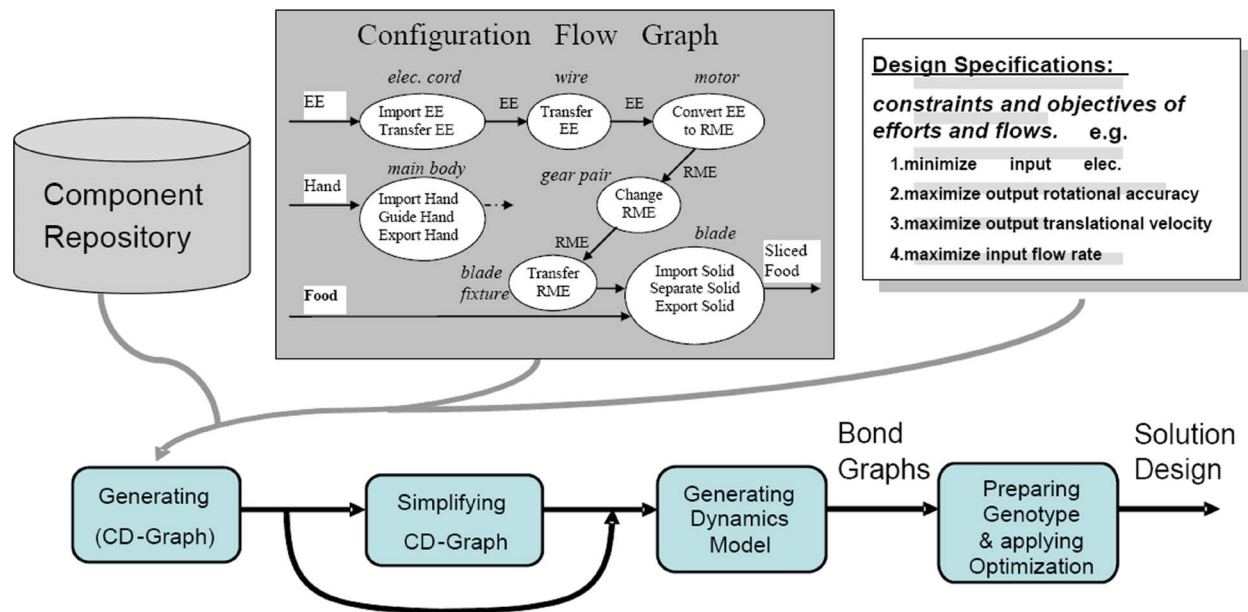 Configuration Flow Graph
elec. cord
wire
motor
EE
Import EE
Transfer EE
EE
Transfer
EE
EE
Convert EE
to RME
RME
main body
Hand
Import Hand
Guide Hand
Export Hand
gear pair
Change
RME
RME
blade
fixture
Transfer
RME
blade
Import Solid
Separate Solid
Export Solid
Sliced
Food
Food
Component
Repository
Design Specifications:
constraints and objectives of
efforts and flows. e.g.
1.minimize input elec.
2.maximize output rotational accuracy
3.maximize output translational velocity
4.maximize input flow rate
Generating
(CD-Graph)
Simplifying
CD-Graph
Generating
Dynamics
Model
Bond
Graphs
Preparing
Genotype
& applying
Optimization
Solution
Design